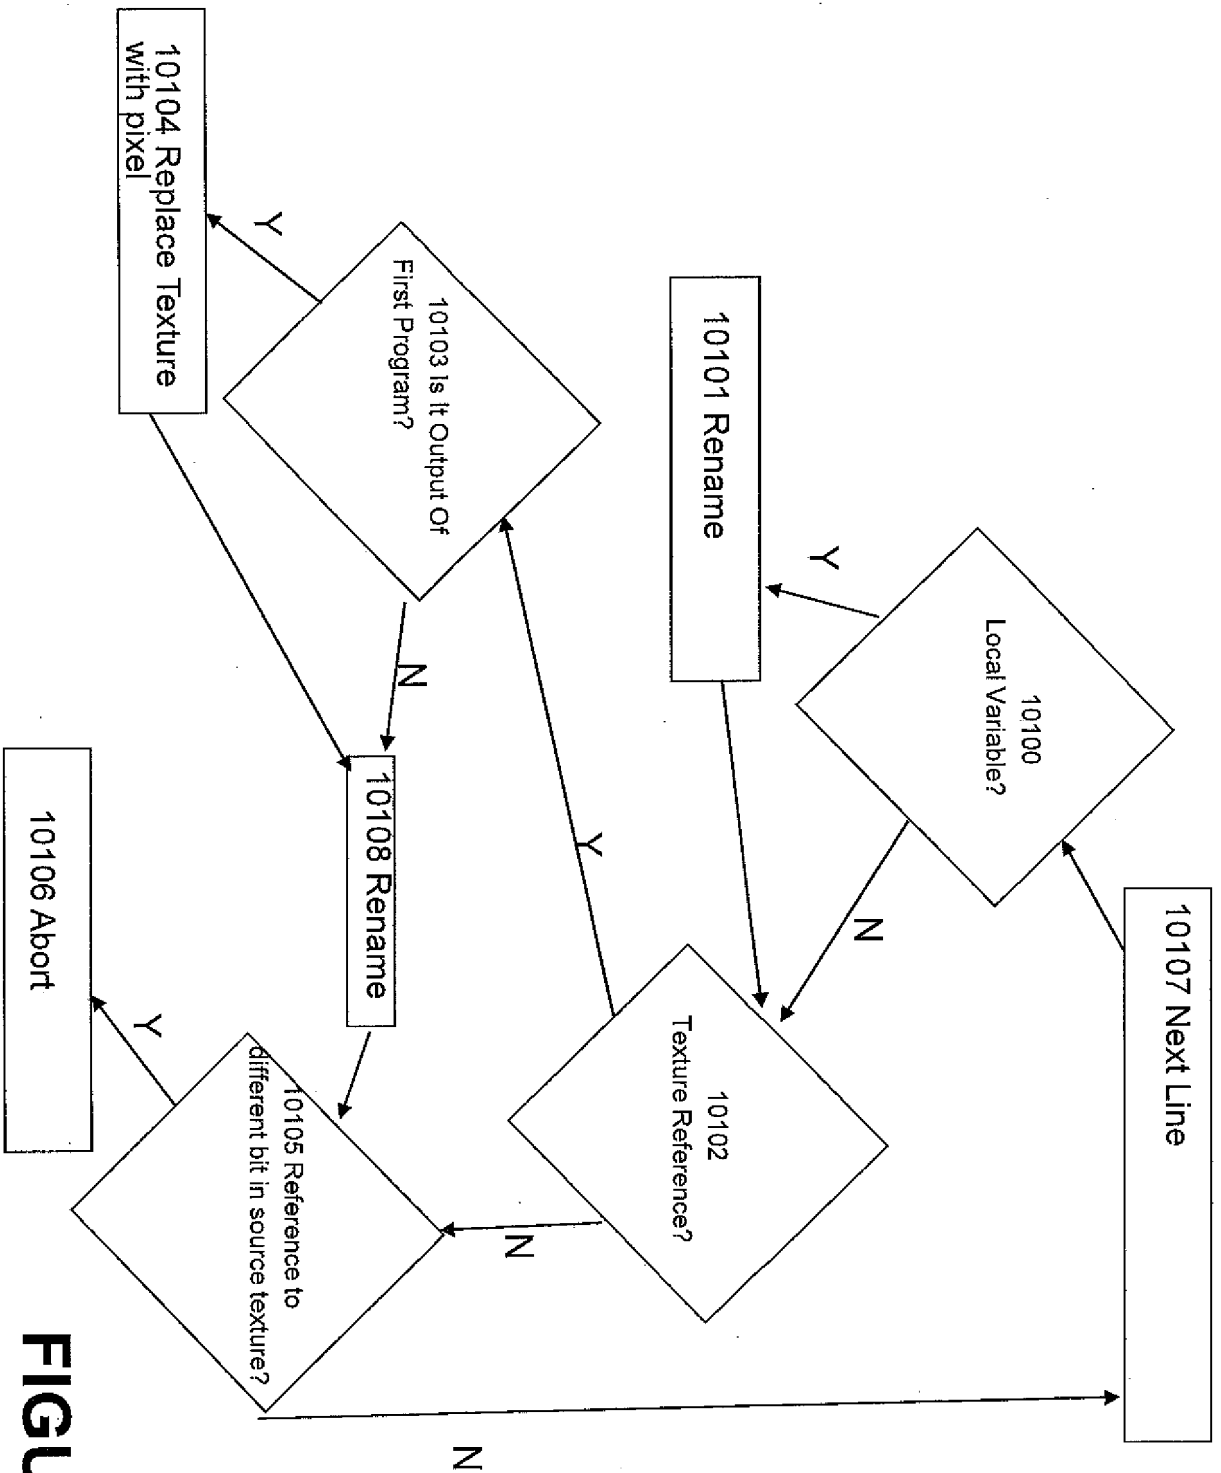 10107 Next Line
10100
Local Variable?
Y
N
10101 Rename
10102
Texture Reference?
Y
N
10103 Is It Output Of
First Program?
Y
N
10108 Rename
10104 Replace Texture
with pixel
10105 Reference to
different bit in source texture?
Y
N
10106 Abort
FIGU